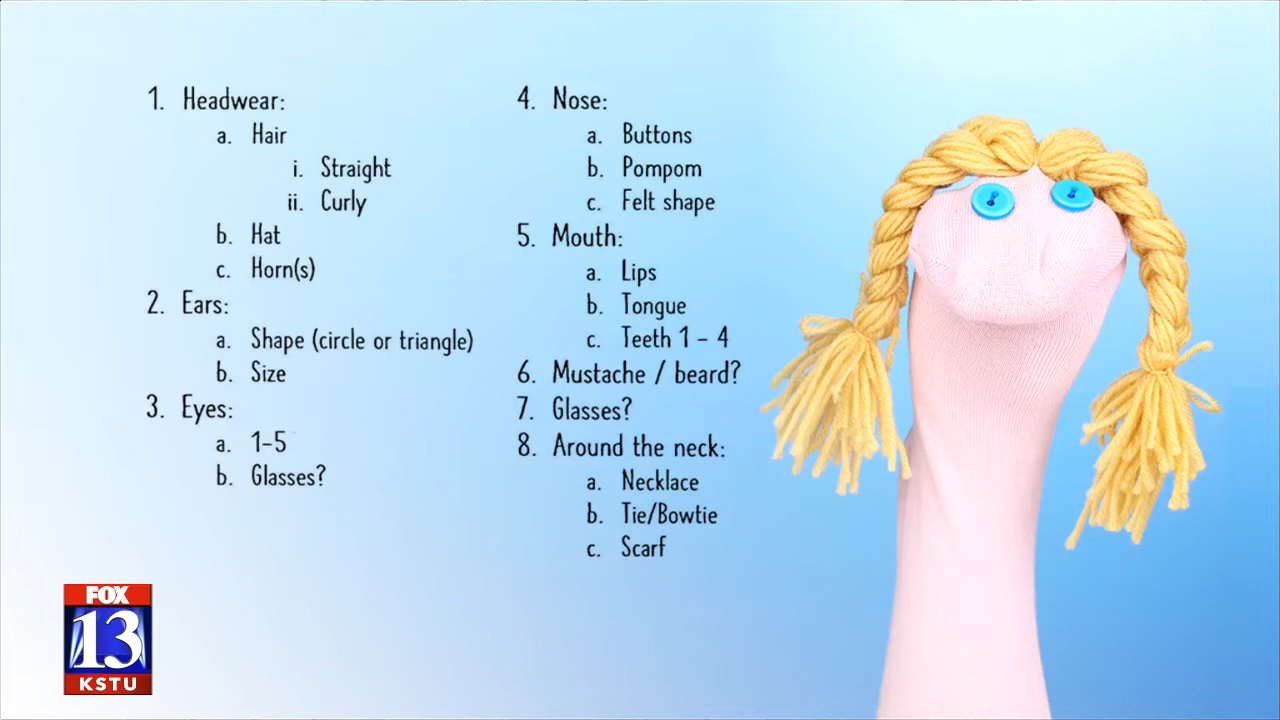 1. Headwear:
a. Hair
i. Straight
ii. Curly
b. Hat
c. Horn(s)
2. Ears:
a. Shape (circle or triangle)
b. Size
3. Eyes:
a. 1–5
b. Glasses?
4. Nose:
a. Buttons
b. Pompom
c. Felt shape
5. Mouth:
a. Lips
b. Tongue
c. Teeth 1 – 4
6. Mustache / beard?
7. Glasses?
8. Around the neck:
a. Necklace
b. Tie/Bowtie
c. Scarf
FOX
13
KSTU